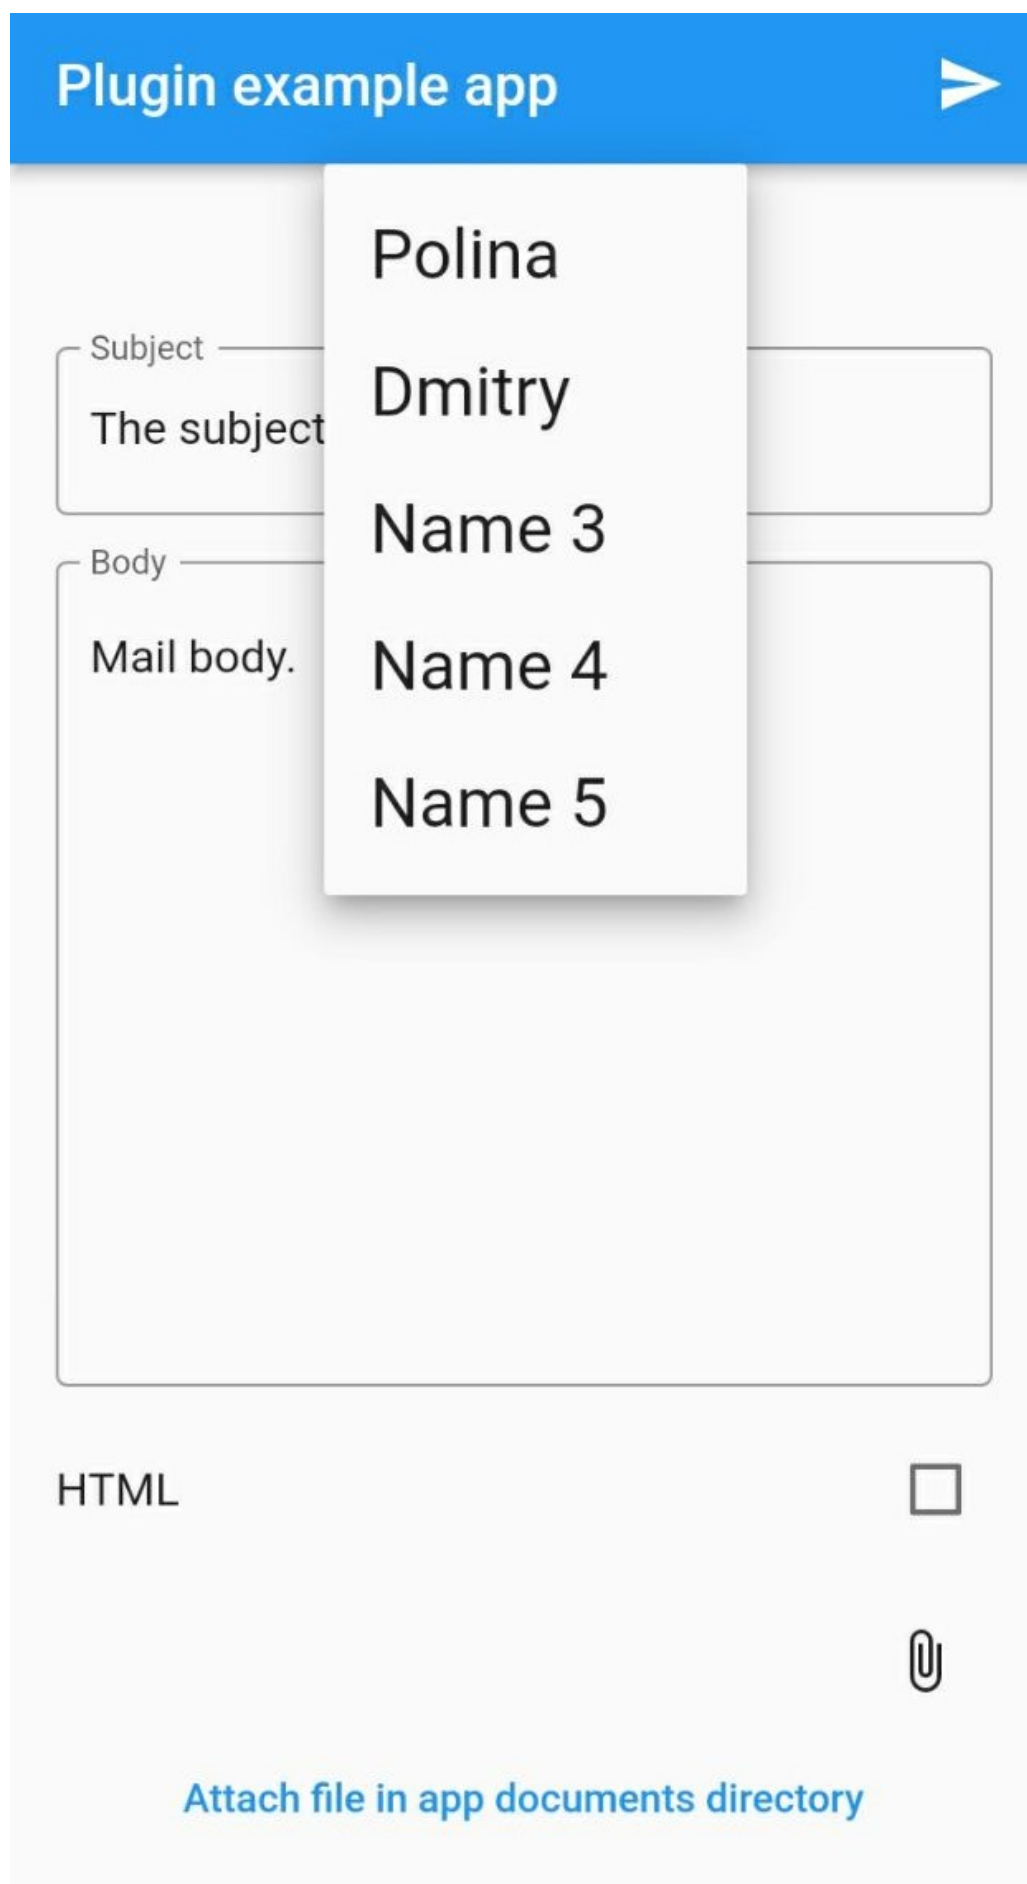 Plugin example app
Polina
Dmitry
Name 3
Name 4
Name 5
Subject
The subject
Body
Mail body.
HTML
Attach file in app documents directory